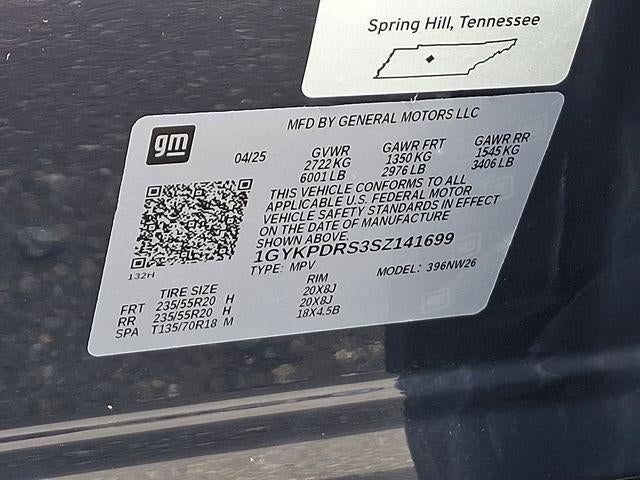 Spring Hill, Tennessee
MFD BY GENERAL MOTORS LLC
gm
04/25 GVWR GAWR FRT GAWR RR
2722 KG 1350 KG 1545 KG
6001 LB 2976 LB 3406 LB
THIS VEHICLE CONFORMS TO ALL
APPLICABLE U.S. FEDERAL MOTOR
VEHICLE SAFETY STANDARDS IN EFFECT
ON THE DATE OF MANUFACTURE
SHOWN ABOVE.
1GYKPDRS3SZ141699
132H
TYPE: MPV MODEL: 396NW26
TIRE SIZE RIM
FRT 235/55R20 H 20X8J
RR 235/55R20 H 20X8J
SPA T135/70R18 M 18X4.5B